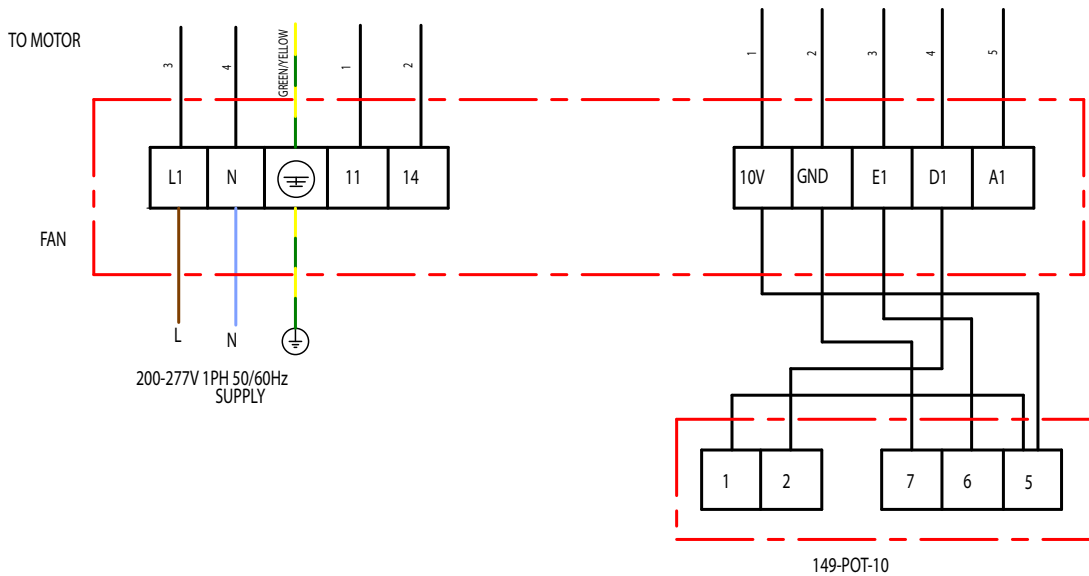 TO MOTOR
3
4
GREEN/YELLOW
1
2
1
2
3
4
5
L1
N
11
14
10V
GND
E1
D1
A1
FAN
L
N
200-277V 1PH 50/60Hz
SUPPLY
1
2
7
6
5
149-POT-10